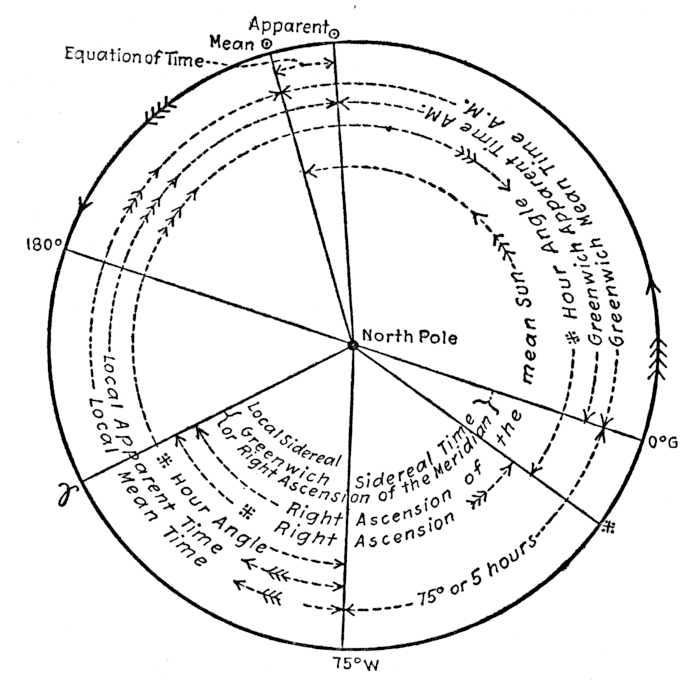 Apparent
Mean
Equation of Time
180°
North Pole
Greenwich Mean Time A.M.
Greenwich Apparent Time AM:
Hour Angle
Right Ascension of the mean Sun
0°G
Local Sidereal
Greenwich Sidereal Time
or Right Ascension of the Meridian
Right Ascension
Hour Angle
Local Apparent Time
Local Mean Time
75° or 5 hours
75°W